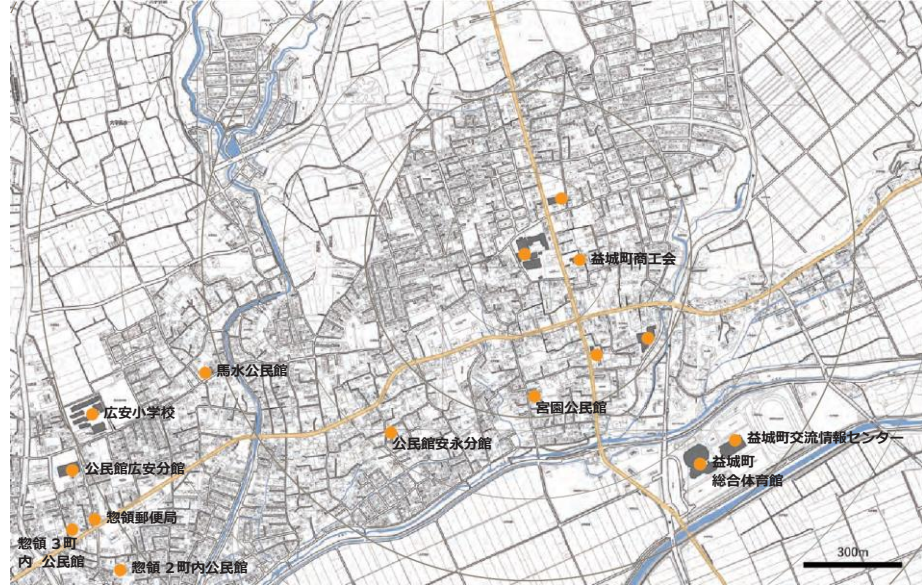 益城町商工会
馬水公民館
宮園公民館
広安小学校
公民館安永分館
益城町交流情報センター
公民館広安分館
益城町
総合体育館
惣領郵便局
惣領 3町
内 公民館
惣領 2町内公民館
300m